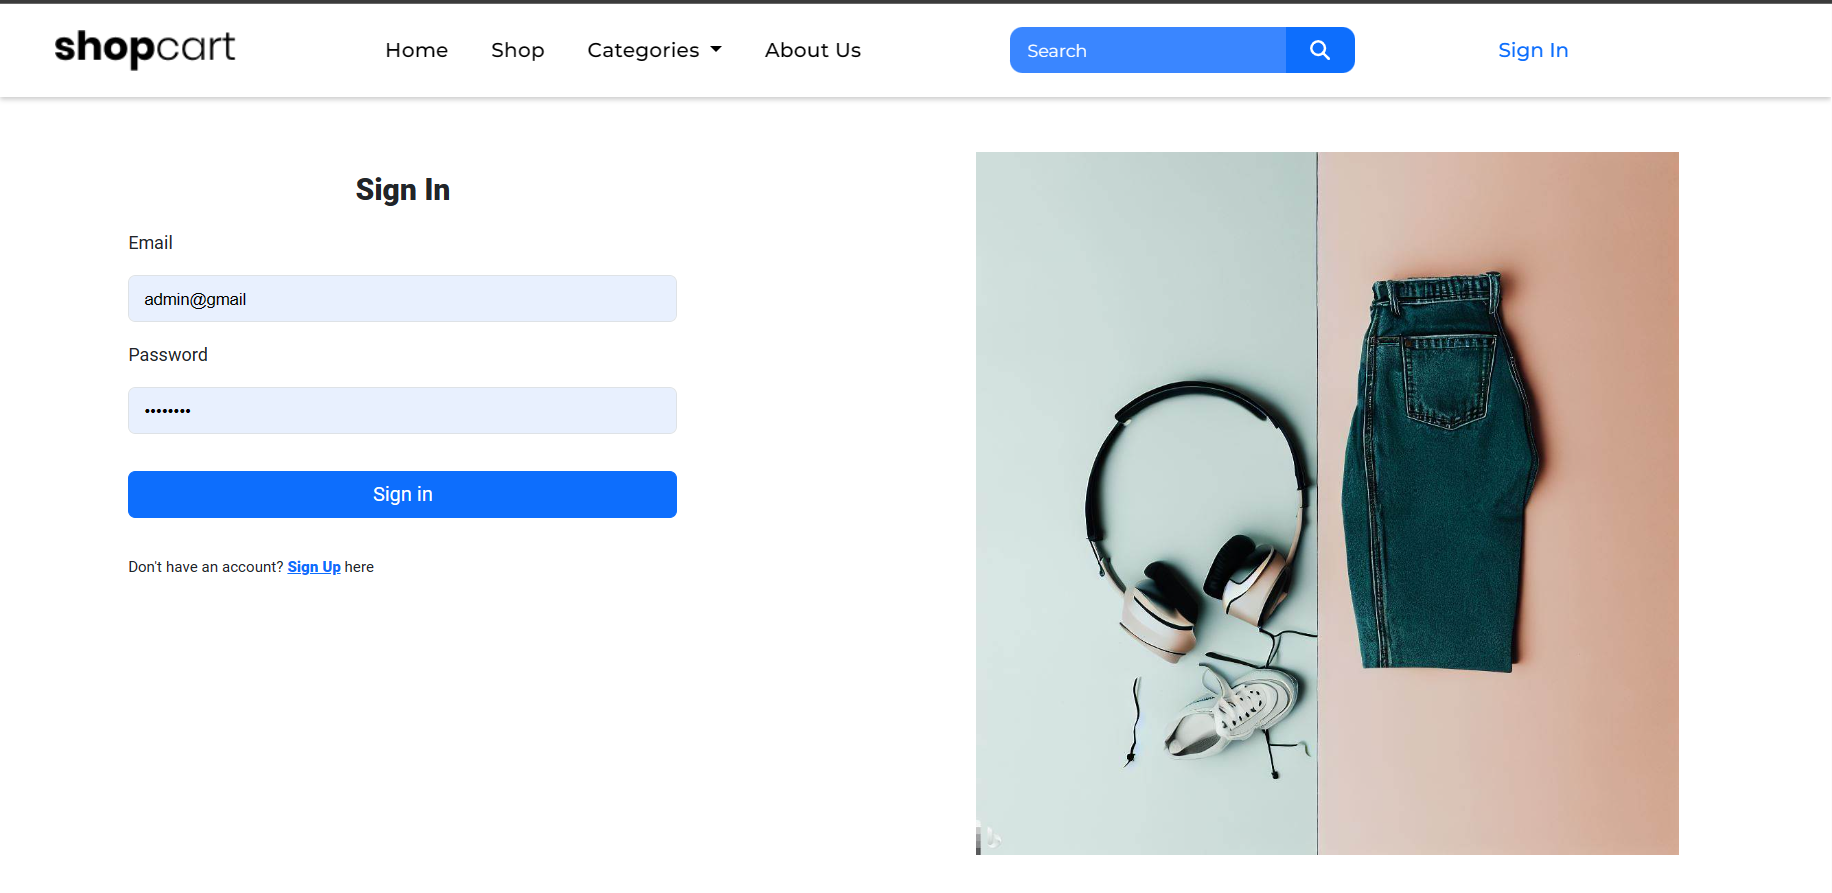 shopcart
Home
Shop
Categories
About Us
Search
Sign In
Sign In
Email
admin@gmail
Password
••••••••
Sign in
Don't have an account? Sign Up here